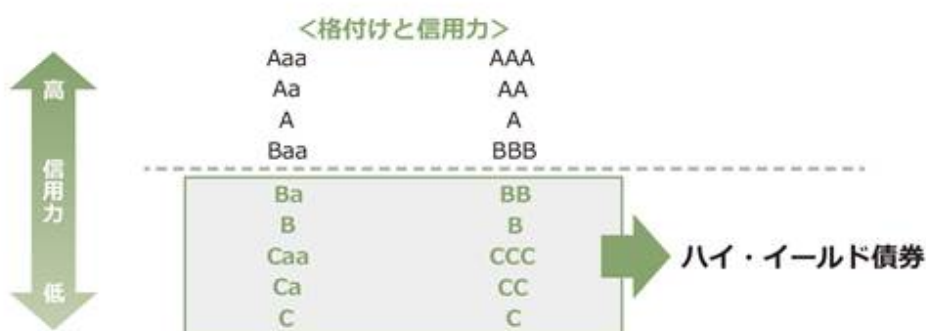 <格付けと信用力>
高
信用力
低
Aaa AAA
Aa AA
A A
Baa BBB
Ba BB
B B
Caa CCC
Ca CC
C C
ハイ・イールド債券